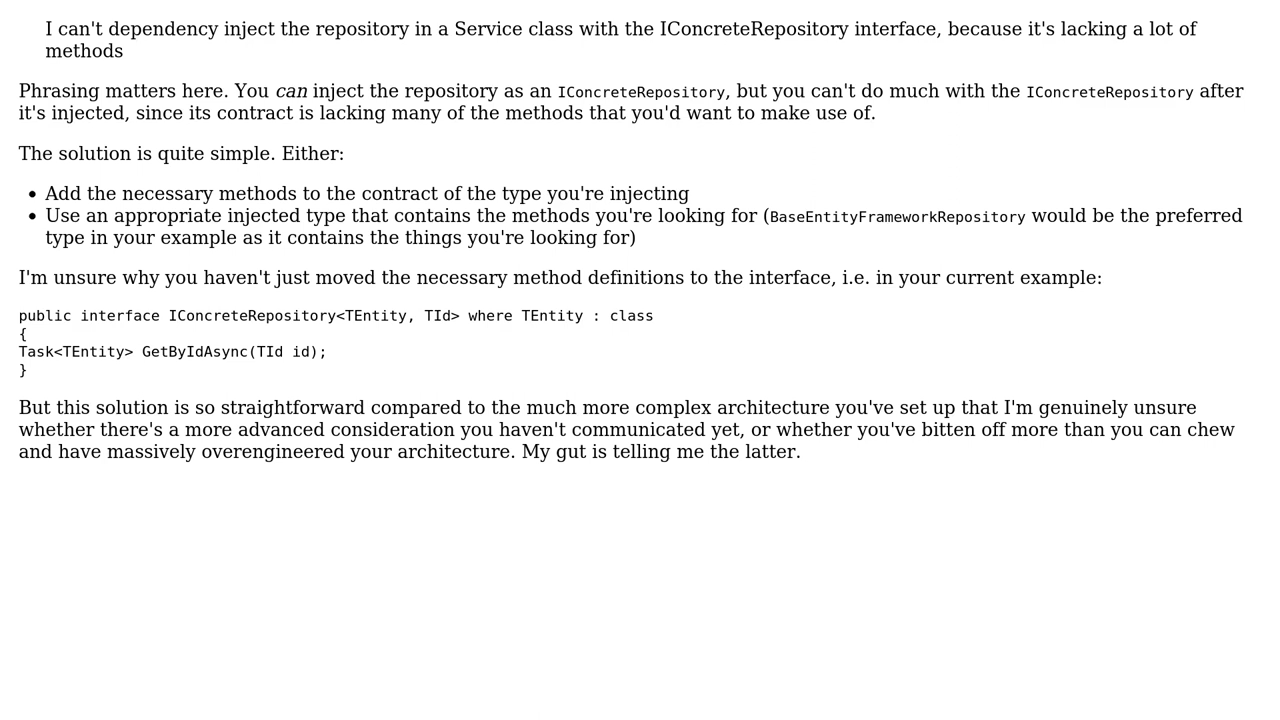 I can't dependency inject the repository in a Service class with the IConcreteRepository interface, because it's lacking a lot of
methods
Phrasing matters here. You can inject the repository as an IConcreteRepository, but you can't do much with the IConcreteRepository after
it's injected, since its contract is lacking many of the methods that you'd want to make use of.
The solution is quite simple. Either:
• Add the necessary methods to the contract of the type you're injecting
• Use an appropriate injected type that contains the methods you're looking for (BaseEntityFrameworkRepository would be the preferred
type in your example as it contains the things you're looking for)
I'm unsure why you haven't just moved the necessary method definitions to the interface, i.e. in your current example:
public interface IConcreteRepository<TEntity, TId> where TEntity : class
{
Task<TEntity> GetByIdAsync(TId id);
}
But this solution is so straightforward compared to the much more complex architecture you've set up that I'm genuinely unsure
whether there's a more advanced consideration you haven't communicated yet, or whether you've bitten off more than you can chew
and have massively overengineered your architecture. My gut is telling me the latter.